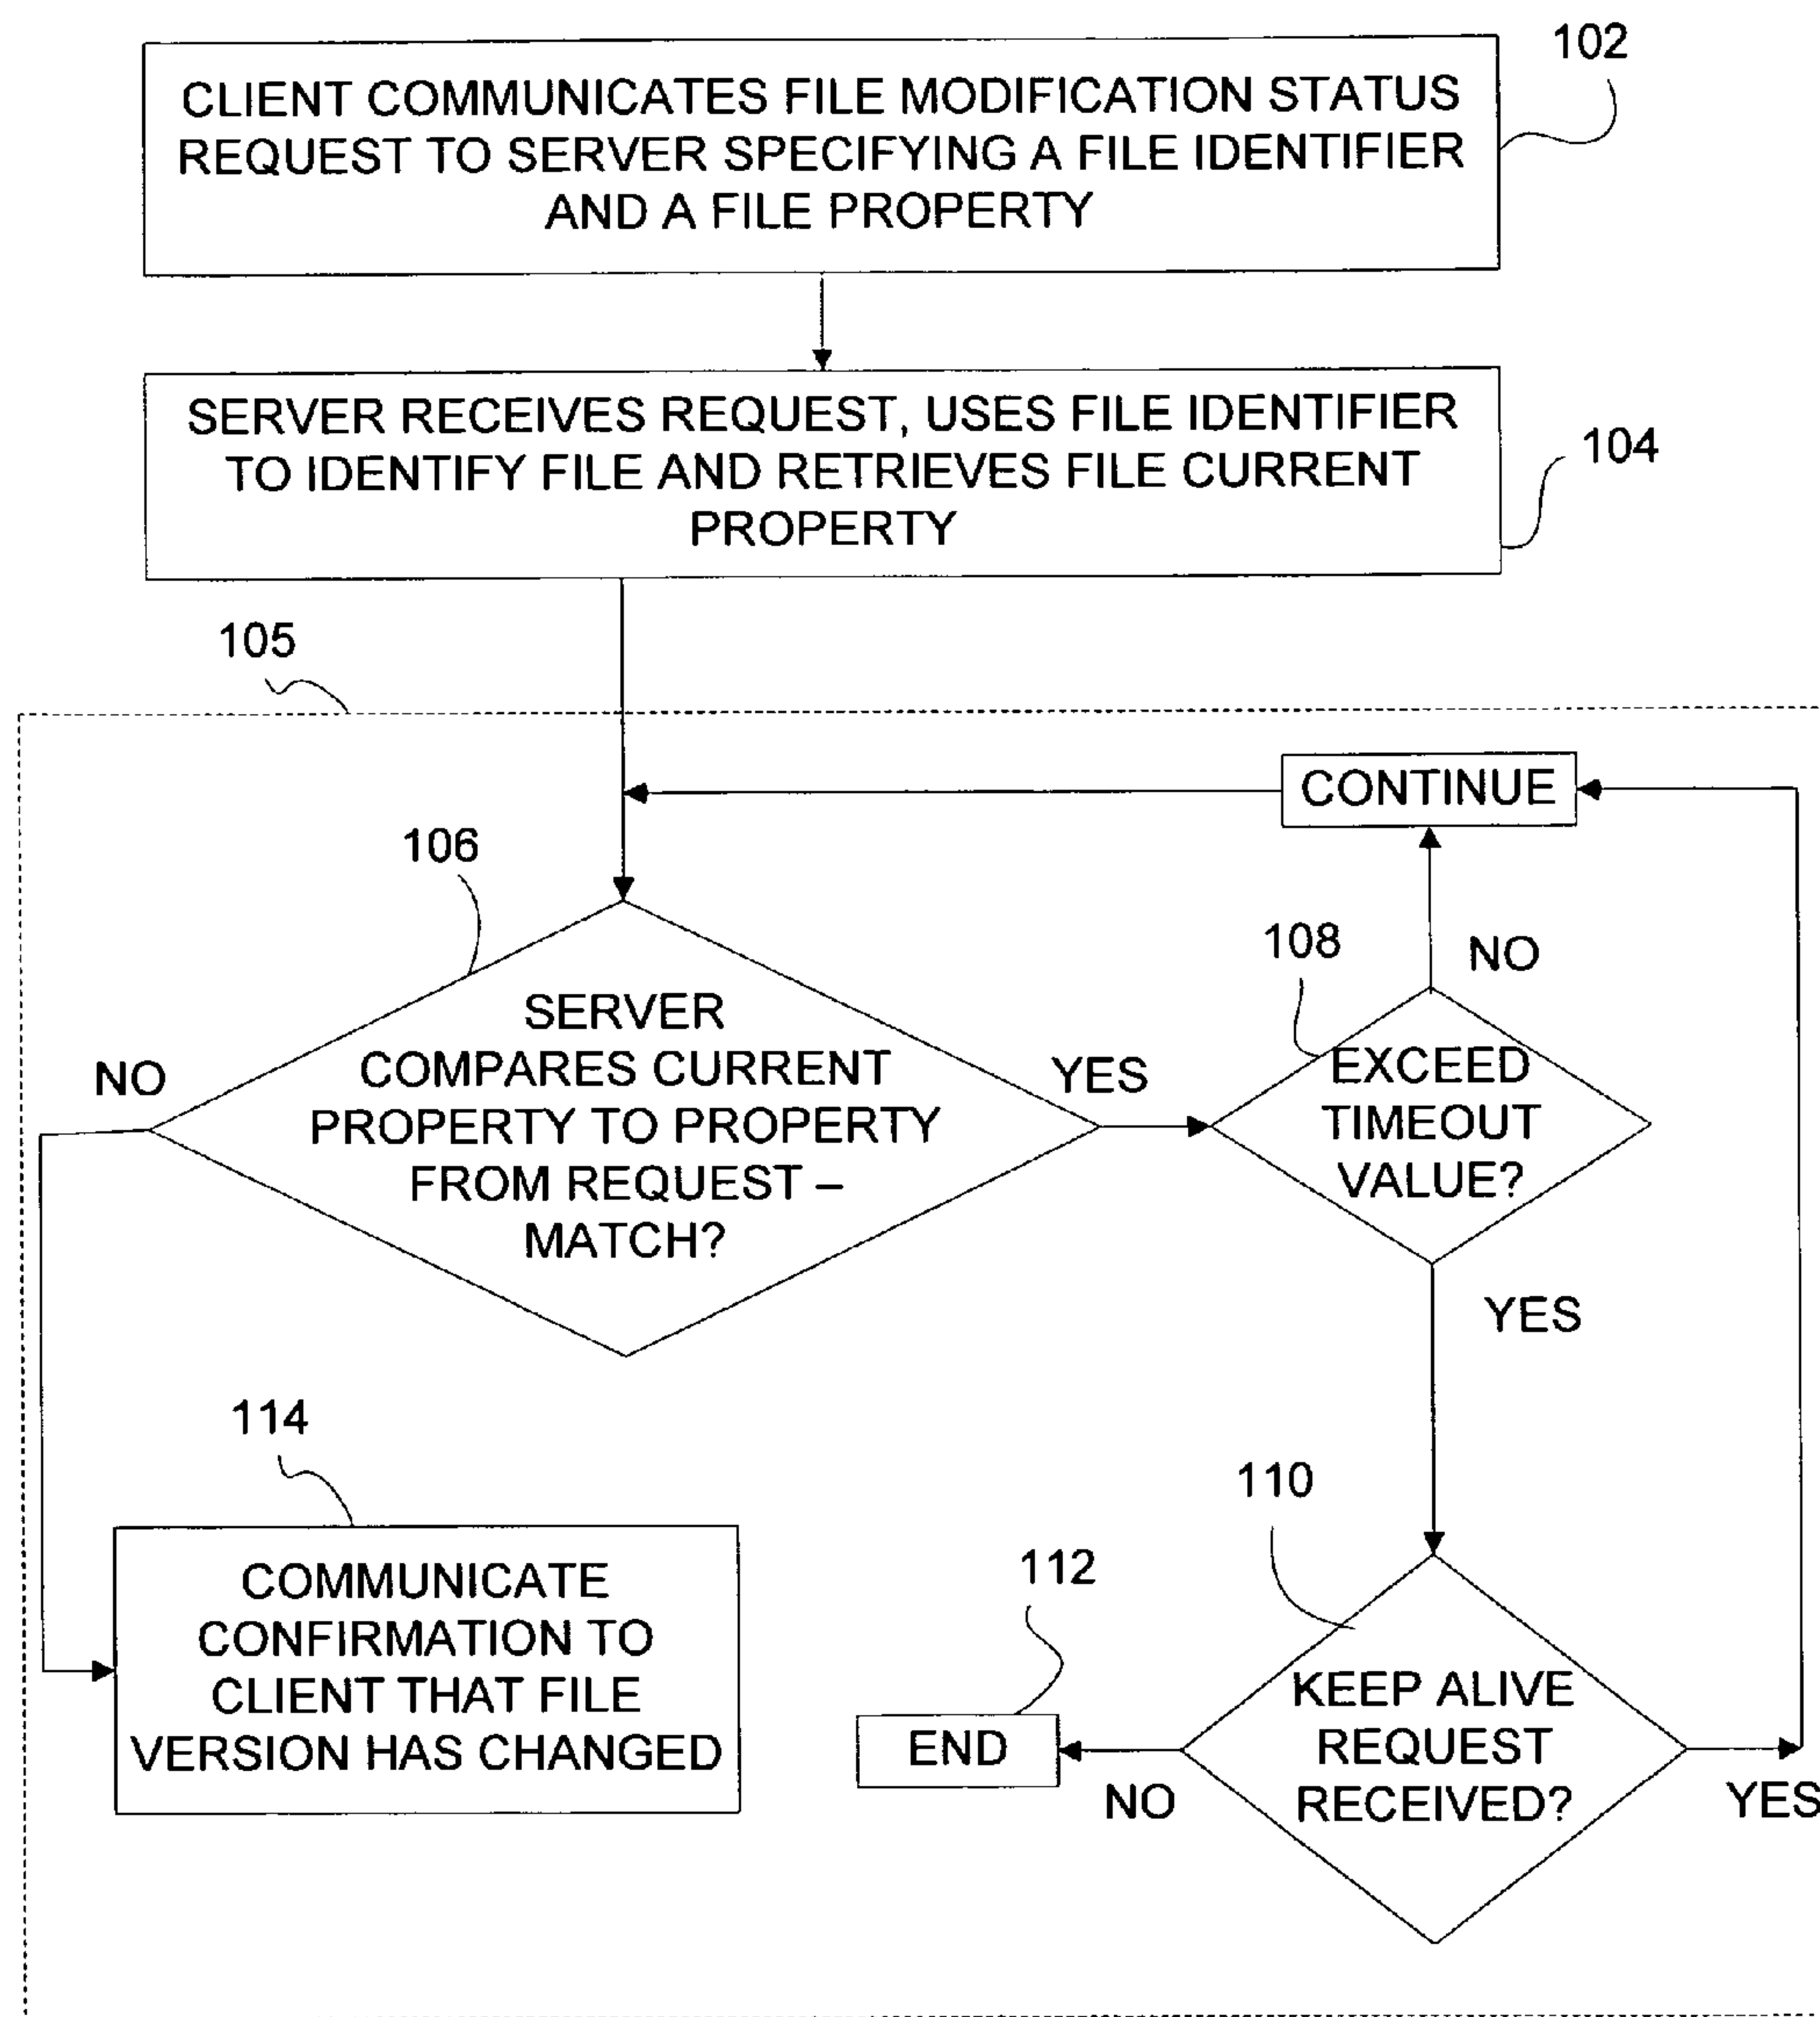 102
CLIENT COMMUNICATES FILE MODIFICATION STATUS
REQUEST TO SERVER SPECIFYING A FILE IDENTIFIER
AND A FILE PROPERTY
SERVER RECEIVES REQUEST, USES FILE IDENTIFIER
TO IDENTIFY FILE AND RETRIEVES FILE CURRENT
PROPERTY
104
105
CONTINUE
106
108
NO
SERVER
COMPARES CURRENT
PROPERTY TO PROPERTY
FROM REQUEST –
MATCH?
NO
YES
EXCEED
TIMEOUT
VALUE?
YES
114
110
112
COMMUNICATE
CONFIRMATION TO
CLIENT THAT FILE
VERSION HAS CHANGED
END
NO
KEEP ALIVE
REQUEST
RECEIVED?
YES